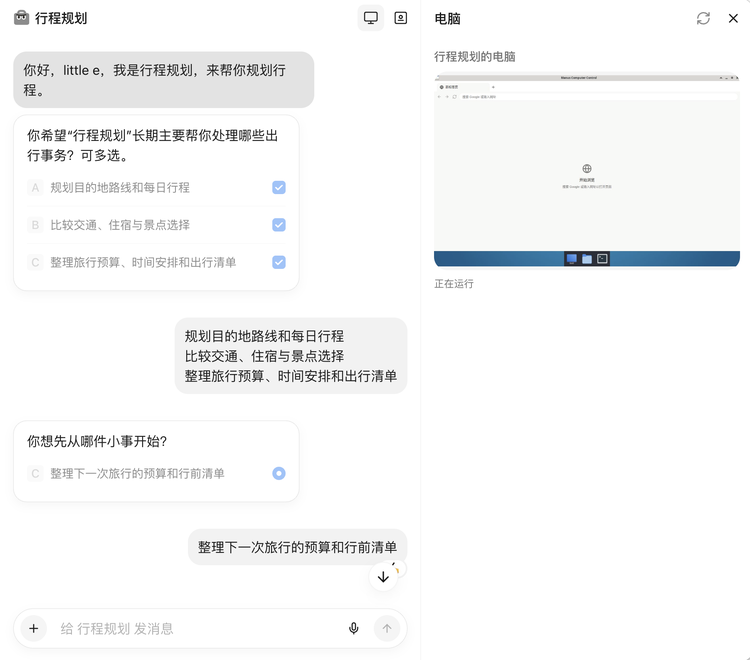 行程规划
你好，little e，我是行程规划，来帮你规划行
程。
你希望“行程规划”长期主要帮你处理哪些出
行事务？可多选。
A 规划目的地路线和每日行程
B 比较交通、住宿与景点选择
C 整理旅行预算、时间安排和出行清单
规划目的地路线和每日行程
比较交通、住宿与景点选择
整理旅行预算、时间安排和出行清单
你想先从哪件小事开始？
C 整理下一次旅行的预算和行前清单
整理下一次旅行的预算和行前清单
给 行程规划 发消息
电脑
行程规划的电脑
开始浏览
正在运行